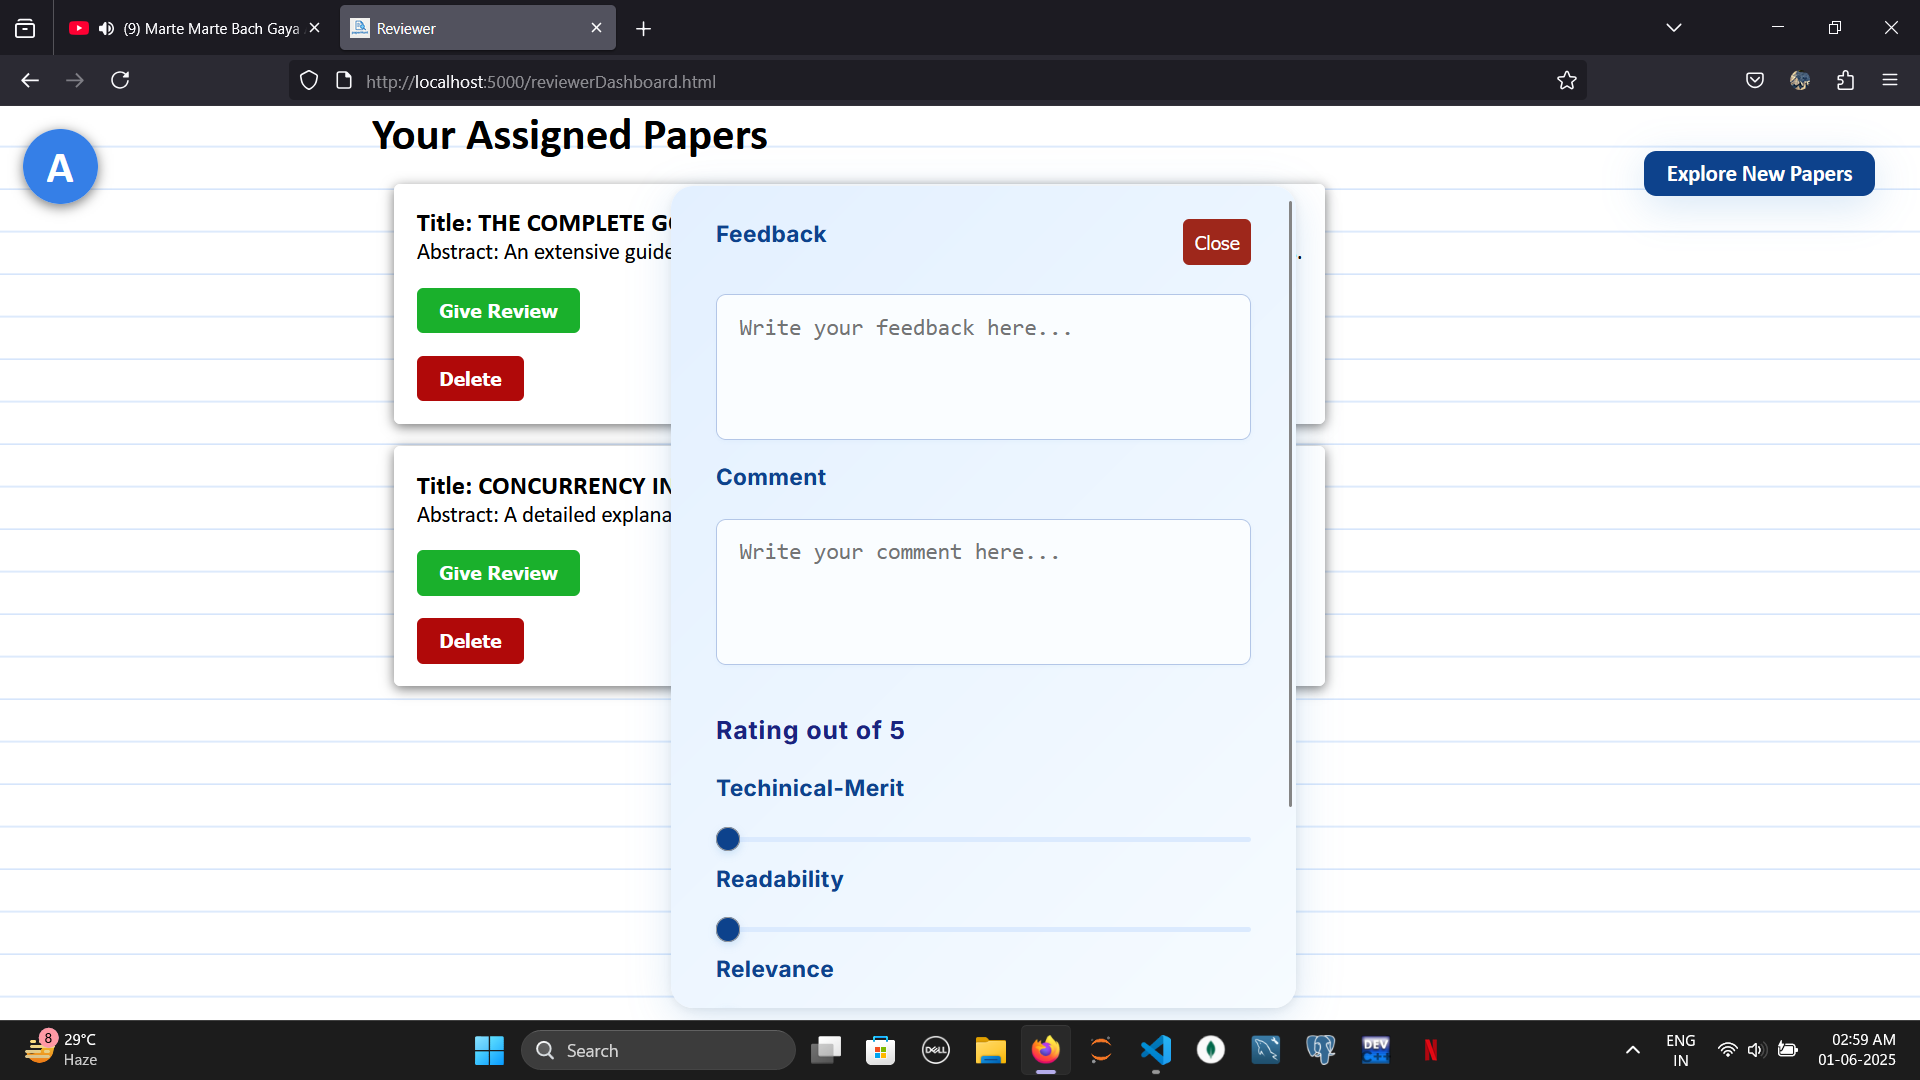 (9) Marte Marte Bach Gaya
Reviewer
http://localhost:5000/reviewerDashboard.html
Your Assigned Papers
A
Explore New Papers
Title: THE COMPLETE
Abstract: An extensive guide
.
Give Review
Delete
Feedback
Close
Write your feedback here...
Comment
Write your comment here...
Title: CONCURRENCY IN
Abstract: A detailed explana
Give Review
Delete
Rating out of 5
Techinical-Merit
Readability
Relevance
8
29°C
Haze
Search
DELL
DEV
C++
N
ENG
IN
02:59 AM
01-06-2025